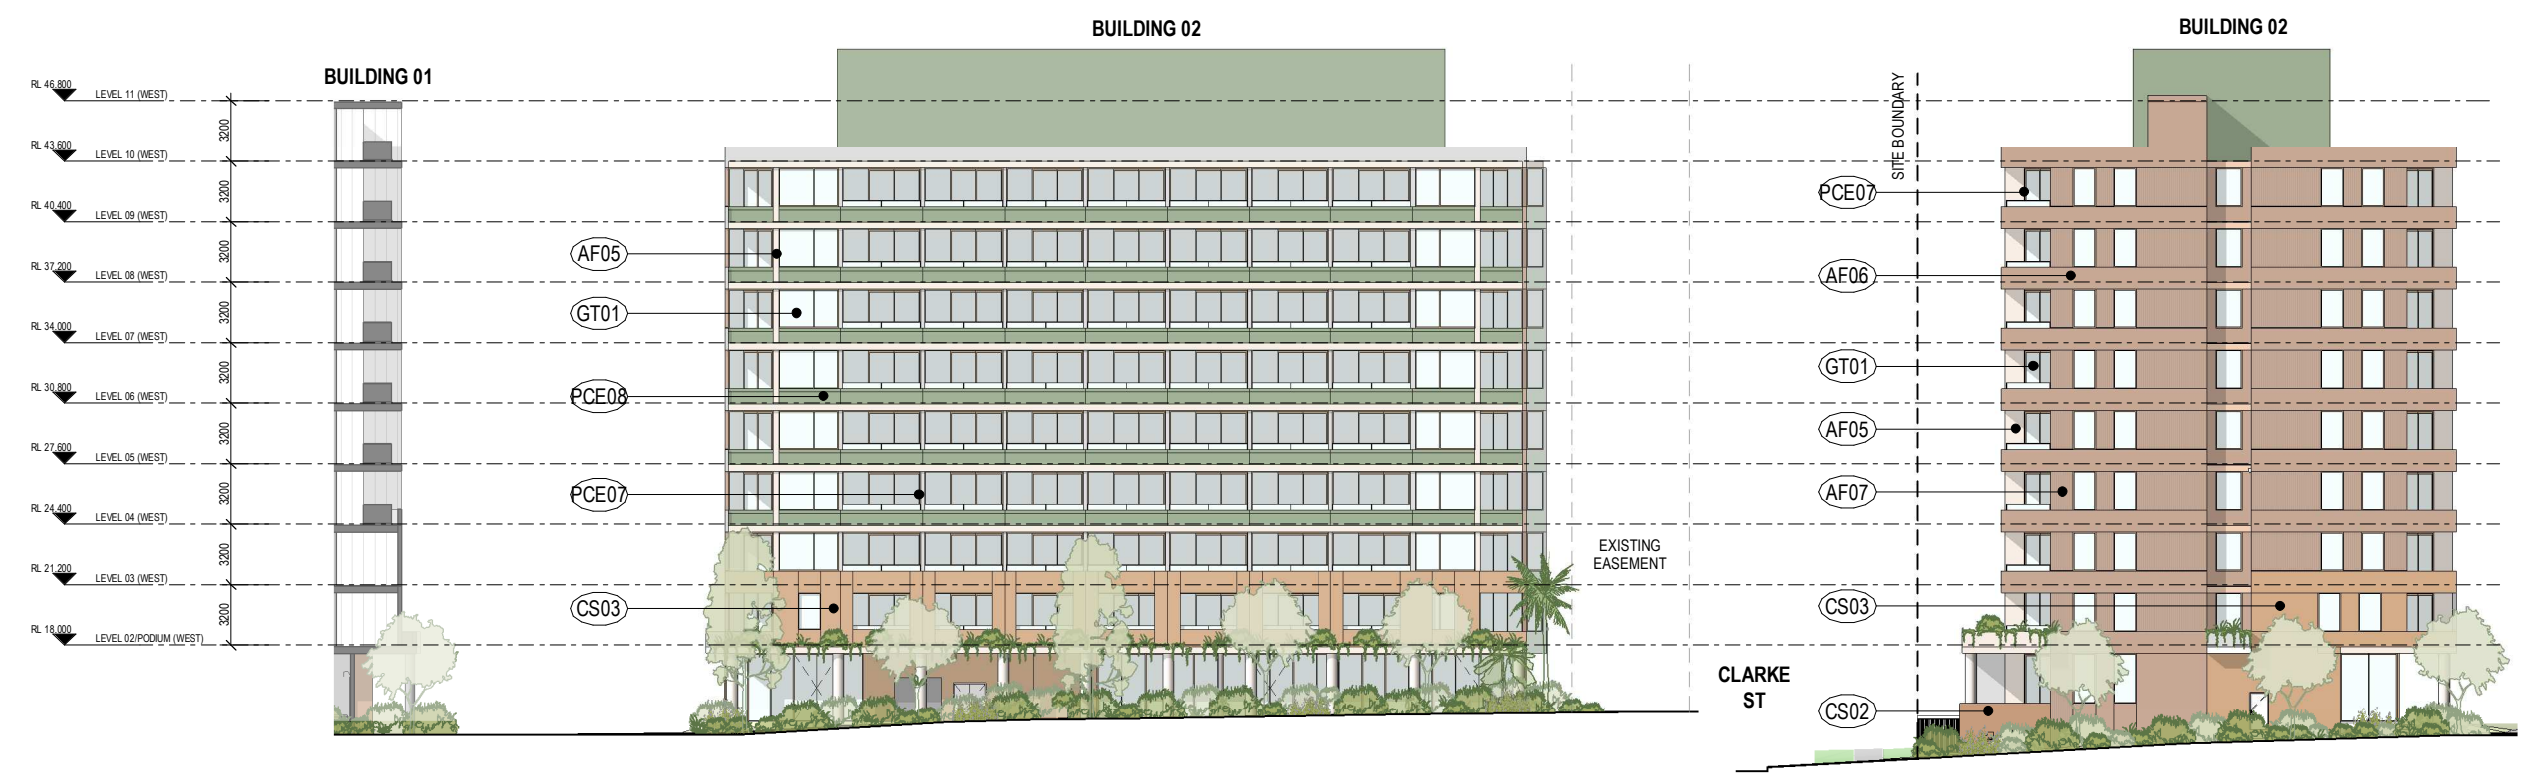 BUILDING 01
BUILDING 02
BUILDING 02
RL 46.800
LEVEL 11 (WEST)
3200
RL 43.600
LEVEL 10 (WEST)
3200
RL 40.400
LEVEL 09 (WEST)
3200
RL 37.200
LEVEL 08 (WEST)
3200
RL 34.000
LEVEL 07 (WEST)
3200
RL 30.800
LEVEL 06 (WEST)
3200
RL 27.600
LEVEL 05 (WEST)
3200
RL 24.400
LEVEL 04 (WEST)
3200
RL 21.200
LEVEL 03 (WEST)
3200
RL 18.000
LEVEL 02/PODIUM (WEST)
AF05
GT01
PCE08
PCE07
CS03
EXISTING
EASEMENT
CLARKE
ST
SITE BOUNDARY
PCE07
AF06
GT01
AF05
AF07
CS03
CS02